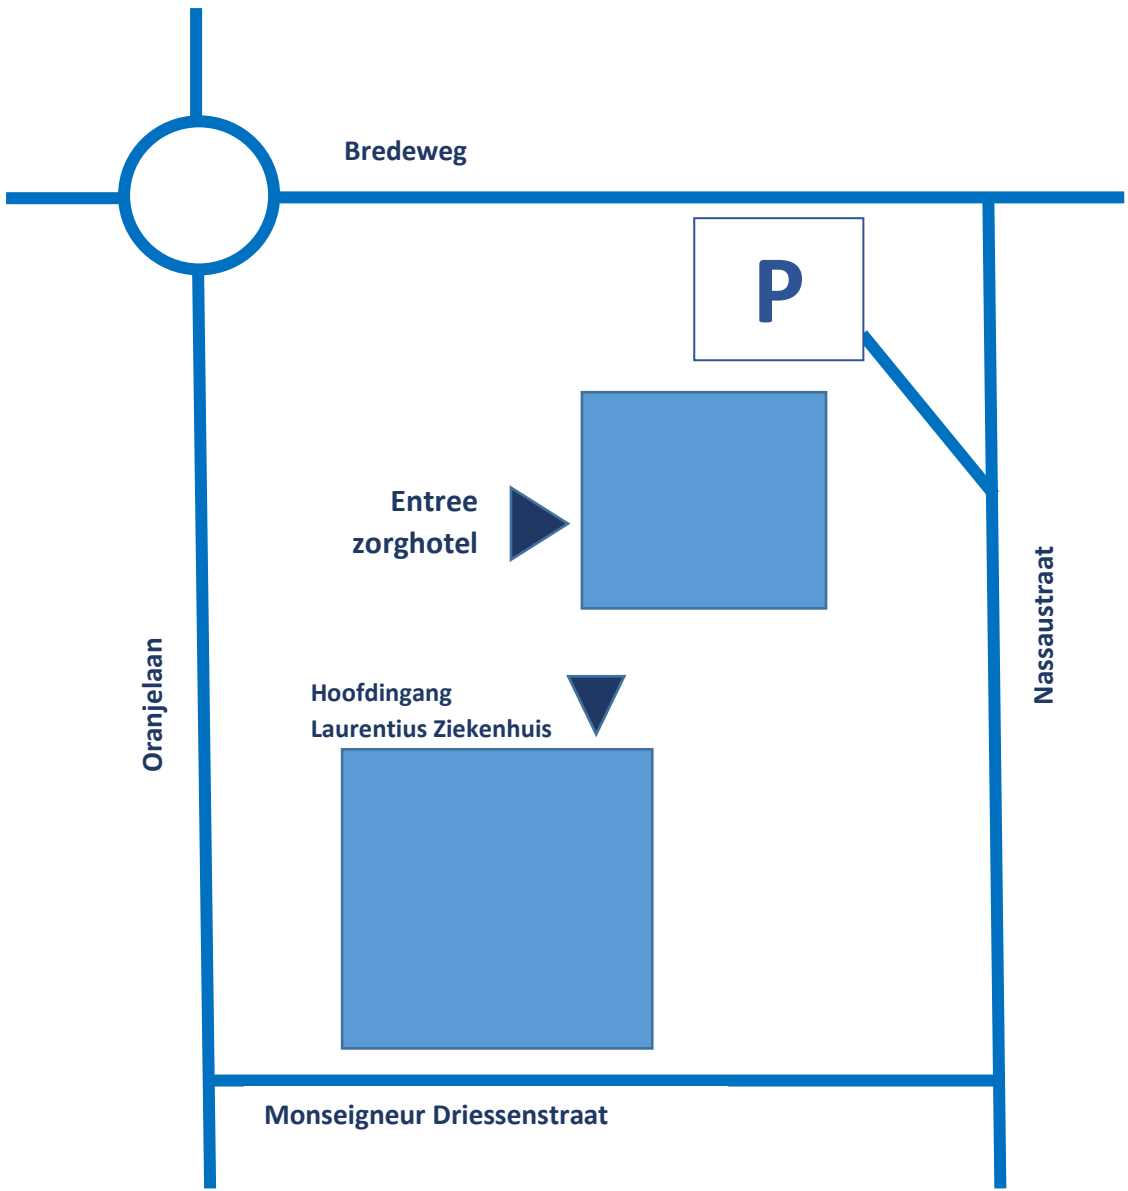 Bredeweg
P
Entree
zorghotel
Nassaustraat
Oranjelaan
Hoofdingang
Laurentius Ziekenhuis
Monseigneur Driessenstraat